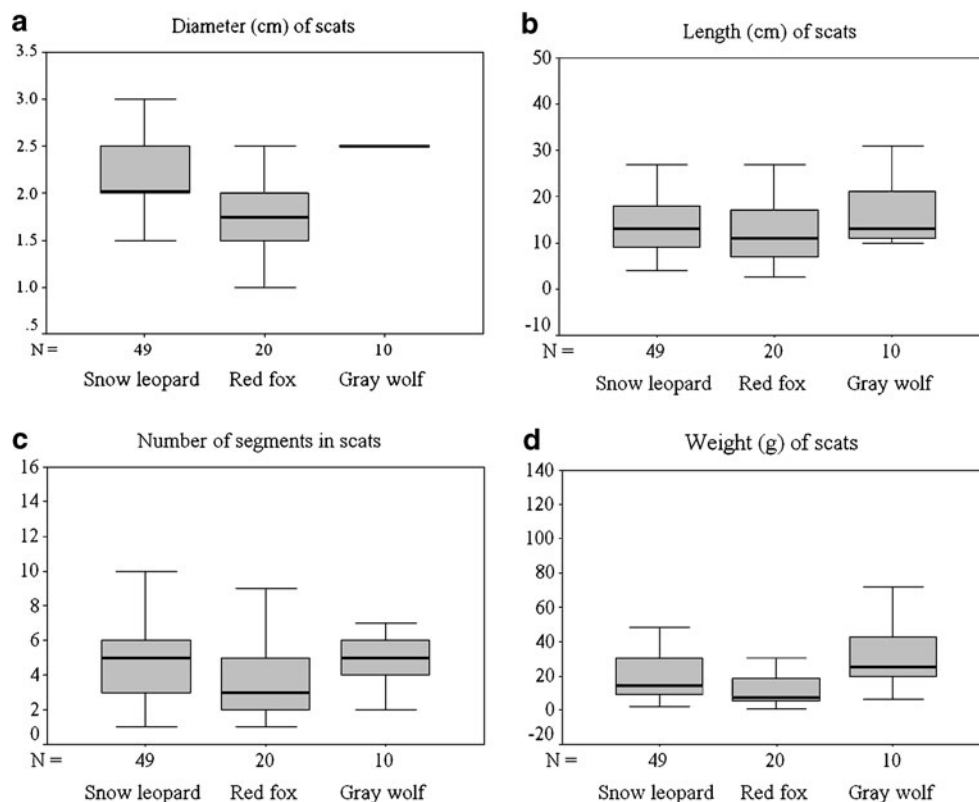 a
Diameter (cm) of scats
3.5
3.0
2.5
2.0
1.5
1.0
.5
N = 49 20 10
Snow leopard Red fox Gray wolf
b
Length (cm) of scats
50
40
30
20
10
0
-10
N = 49 20 10
Snow leopard Red fox Gray wolf
c
Number of segments in scats
16
14
12
10
8
6
4
2
0
N = 49 20 10
Snow leopard Red fox Gray wolf
d
Weight (g) of scats
140
120
100
80
60
40
20
0
-20
N = 49 20 10
Snow leopard Red fox Gray wolf